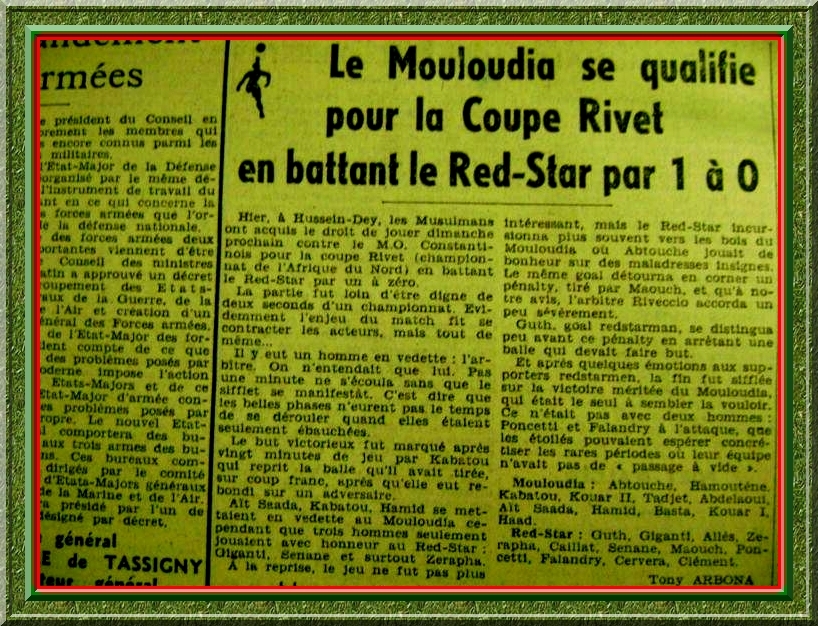 armées
président du Conseil en
prement les membres qui
encore connus parmi les
militaires.
l'Etat-Major de la Défense
organisé par le même dé-
l'instrument de travail du
ant en ce qui concerne la
forces armées que l'or-
la défense nationale.
des forces armées deux
portantes viennent d'être
Conseil des ministres
atin a approuvé un décret
roupement des Etats-
aux de la Guerre, de la
l'Air et création d'un
énéral des Forces armées.
de l'Etat-Major des for-
dent compte de ce que
des problèmes posés par
oderne impose l'action
Etats-Majors et de ce
Etat-Major d'armée con-
es problèmes posés par
ropre. Le nouvel Etat-
comportera des bu-
aux trois armes des bu-
ns. Ces bureaux com-
dirigés par le comité
d'Etats-Majors généraux
de la Marine et de l'Air.
présidé par l'un de
désigné par décret.
général
E de TASSIGNY
teur général
Le Mouloudia se qualifie
pour la Coupe Rivet
en battant le Red-Star par 1 à 0
Hier, à Hussein-Dey, les Musulmans
ont acquis le droit de jouer dimanche
prochain contre le M.O. Constanti-
nois pour la coupe Rivet (champion-
nat de l'Afrique du Nord) en battant
le Red-Star par un à zéro.
La partie fut loin d'être digne de
deux seconds d'un championnat. Evi-
demment l'enjeu du match fit se
contracter les acteurs, mais tout de
même...
Il y eut un homme en vedette : l'ar-
bitre. On n'entendait que lui. Pas
une minute ne s'écoula sans que le
sifflet se manifestât. C'est dire que
les belles phases n'eurent pas le temps
de se dérouler quand elles étaient
seulement ébauchées.
Le but victorieux fut marqué après
vingt minutes de jeu par Kabatou
qui reprit la balle qu'il avait tirée,
sur coup franc, après qu'elle eut re-
bondi sur un adversaire.
Aït Saada, Kabatou, Hamid se met-
taient en vedette au Mouloudia ce-
pendant que trois hommes seulement
jouaient avec honneur au Red-Star :
Giganti, Senane et surtout Zerapha.
A la reprise, le jeu ne fut pas plus
intéressant, mais le Red-Star incur-
sionna plus souvent vers les bois du
Mouloudia où Abtouche jouait de
bonheur sur des maladresses insignes.
Le même goal détourna en corner un
pénalty, tiré par Maouch, et qu'à no-
tre avis, l'arbitre Riveccio accorda un
peu sévèrement.
Guth, goal redstarman, se distingua
peu avant ce pénalty en arrêtant une
balle qui devait faire but.
Et après quelques émotions aux sup-
porters redstarmen, la fin fut sifflée
sur la victoire méritée du Mouloudia,
qui était le seul à sembler la vouloir.
Ce n'était pas avec deux hommes :
Poncetti et Falandry à l'attaque, que
les étoilés pouvaient espérer concré-
tiser les rares périodes où leur équipe
n'avait pas de « passage à vide ».
Mouloudia : Abtouche, Hamoutène,
Kabatou, Kouar II, Tadjet, Abdelaoui,
Aït Saada, Hamid, Basta, Kouar I,
Haad.
Red-Star : Guth, Giganti, Allès, Ze-
rapha, Caillat, Senane, Maouch, Pon-
cetti, Falandry, Cervera, Clément.
Tony ARBONA